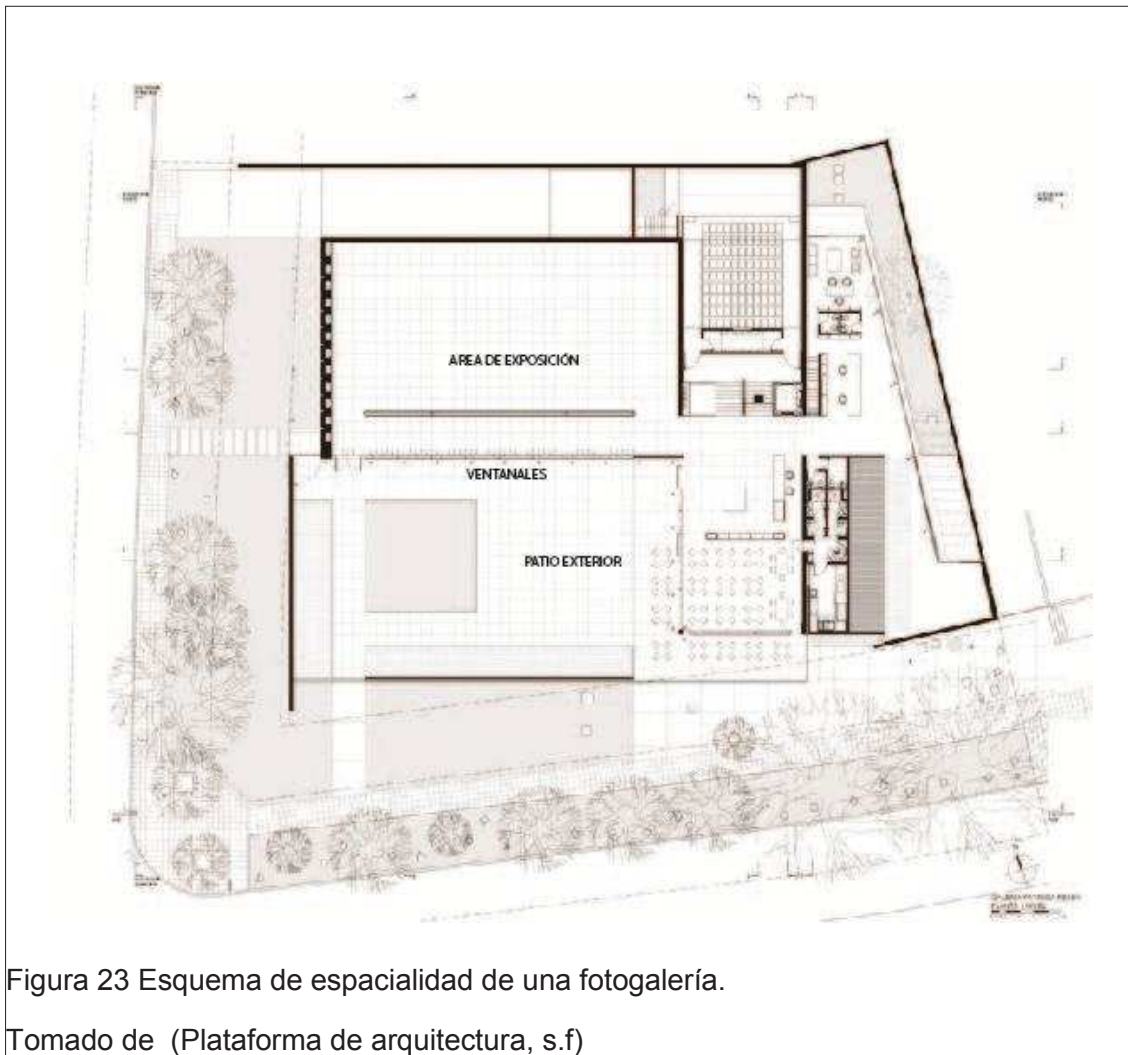 AREA DE EXPOSICIÓN
VENTANALES
PATIO EXTERIOR
Figura 23 Esquema de espacialidad de una fotogalería.
Tomado de (Plataforma de arquitectura, s.f)